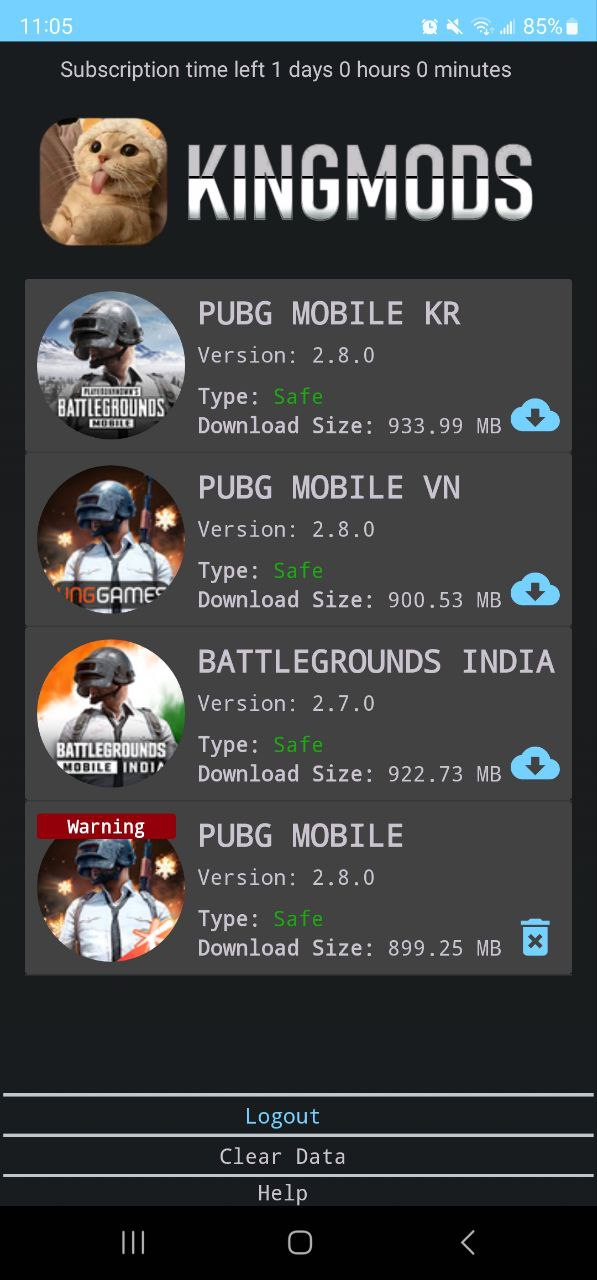 11:05
85%
Subscription time left 1 days 0 hours 0 minutes
KINGMODS
PUBG MOBILE KR
Version: 2.8.0
Type: Safe
Download Size: 933.99 MB
PLAYERUNKNOWN'S
BATTLEGROUNDS
MOBILE
PUBG MOBILE VN
Version: 2.8.0
Type: Safe
Download Size: 900.53 MB
NGGAMES
BATTLEGROUNDS INDIA
Version: 2.7.0
Type: Safe
Download Size: 922.73 MB
BATTLEGROUNDS
MOBILE INDIA
Warning
PUBG MOBILE
Version: 2.8.0
Type: Safe
Download Size: 899.25 MB
Logout
Clear Data
Help